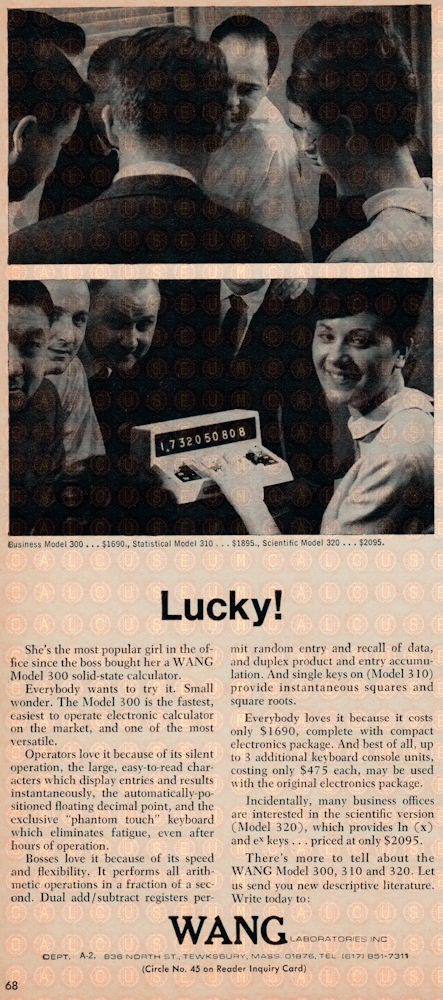 1.732050808
Business Model 300 . . . $1690., Statistical Model 310 . . . $1895., Scientific Model 320 . . . $2095.
Lucky!
She's the most popular girl in the of-
fice since the boss bought her a WANG
Model 300 solid-state calculator.
Everybody wants to try it. Small
wonder. The Model 300 is the fastest,
easiest to operate electronic calculator
on the market, and one of the most
versatile.
Operators love it because of its silent
operation, the large, easy-to-read char-
acters which display entries and results
instantaneously, the automatically-po-
sitioned floating decimal point, and the
exclusive "phantom touch" keyboard
which eliminates fatigue, even after
hours of operation.
Bosses love it because of its speed
and flexibility. It performs all arith-
metic operations in a fraction of a sec-
ond. Dual add/subtract registers per-
mit random entry and recall of data,
and duplex product and entry accumu-
lation. And single keys on (Model 310)
provide instantaneous squares and
square roots.
Everybody loves it because it costs
only $1690, complete with compact
electronics package. And best of all, up
to 3 additional keyboard console units,
costing only $475 each, may be used
with the original electronics package.
Incidentally, many business offices
are interested in the scientific version
(Model 320), which provides ln (x)
and eˣ keys . . . priced at only $2095.
There's more to tell about the
WANG Model 300, 310 and 320. Let
us send you new descriptive literature.
Write today to:
WANG LABORATORIES INC
DEPT. A-2, 836 NORTH ST., TEWKSBURY, MASS. 01876, TEL. (617) 851-7311
(Circle No. 45 on Reader Inquiry Card)
68